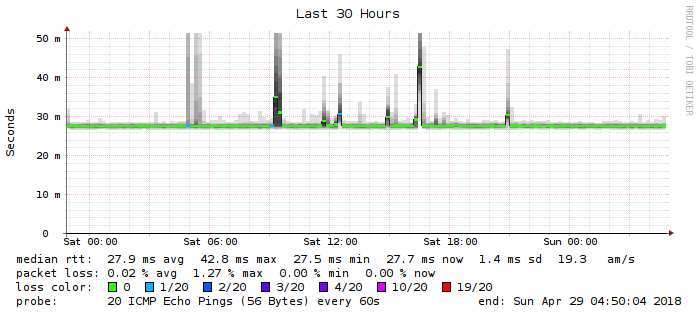 Last 30 Hours
RRDTOOL / TOBI OETIKER
Seconds
50 m
40 m
30 m
20 m
10 m
0
Sat 00:00 Sat 06:00 Sat 12:00 Sat 18:00 Sun 00:00
median rtt: 27.9 ms avg 42.8 ms max 27.5 ms min 27.7 ms now 1.4 ms sd 19.3 am/s
packet loss: 0.02 % avg 1.27 % max 0.00 % min 0.00 % now
loss color: 0 1/20 2/20 3/20 4/20 10/20 19/20
probe: 20 ICMP Echo Pings (56 Bytes) every 60s end: Sun Apr 29 04:50:04 2018